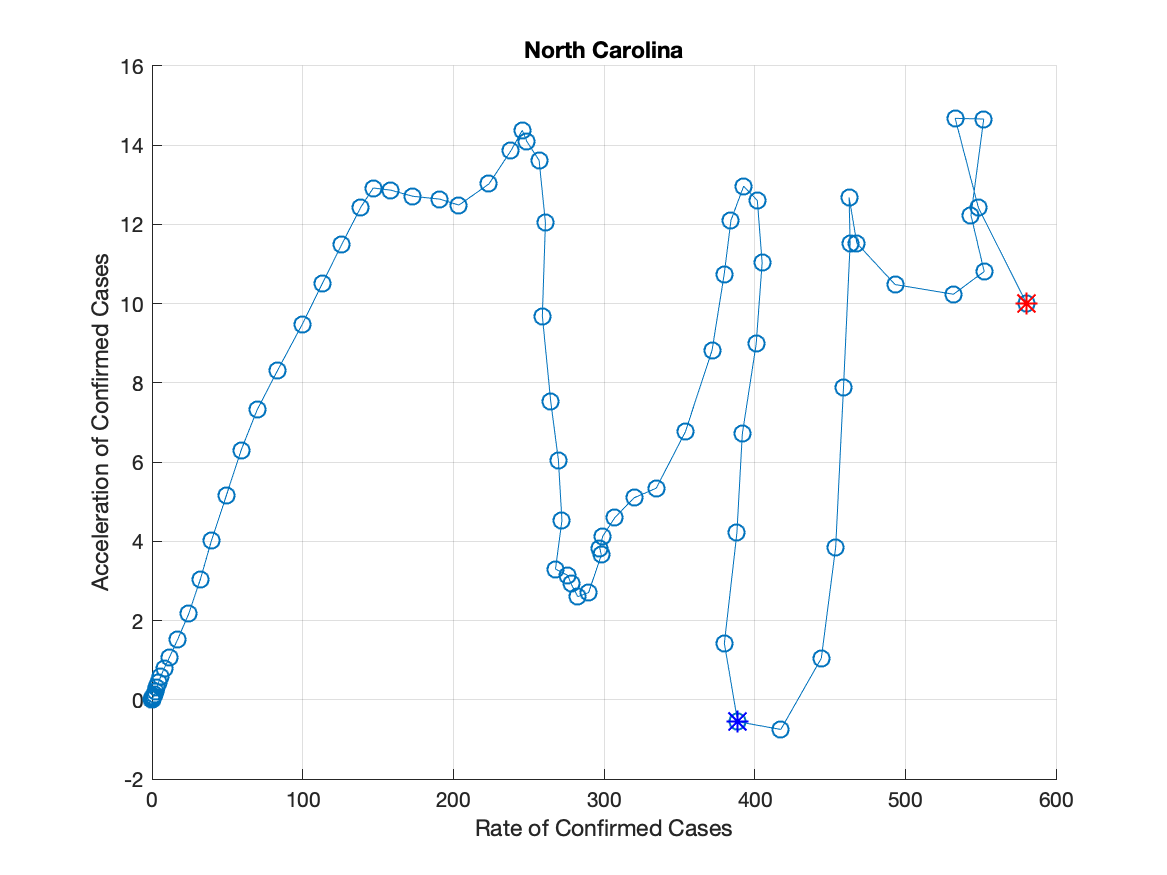 North Carolina
16
14
12
10
8
6
4
2
0
-2
0 100 200 300 400 500 600
Rate of Confirmed Cases
Acceleration of Confirmed Cases